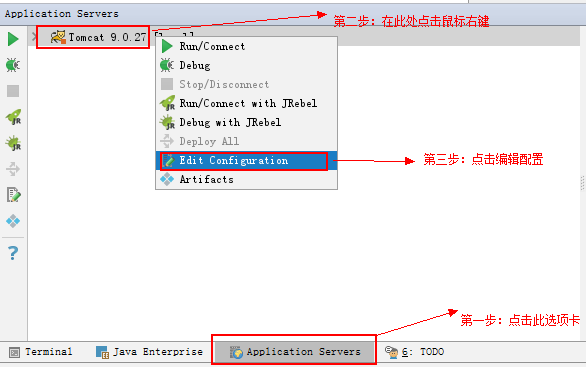 Application Servers
第二步：在此处点击鼠标右键
Tomcat 9.0.27
Run/Connect
Debug
Stop/Disconnect
Run/Connect with JRebel
Debug with JRebel
Deploy All
Edit Configuration
第三步：点击编辑配置
Artifacts
第一步：点击此选项卡
Terminal
Java Enterprise
Application Servers
6: TODO